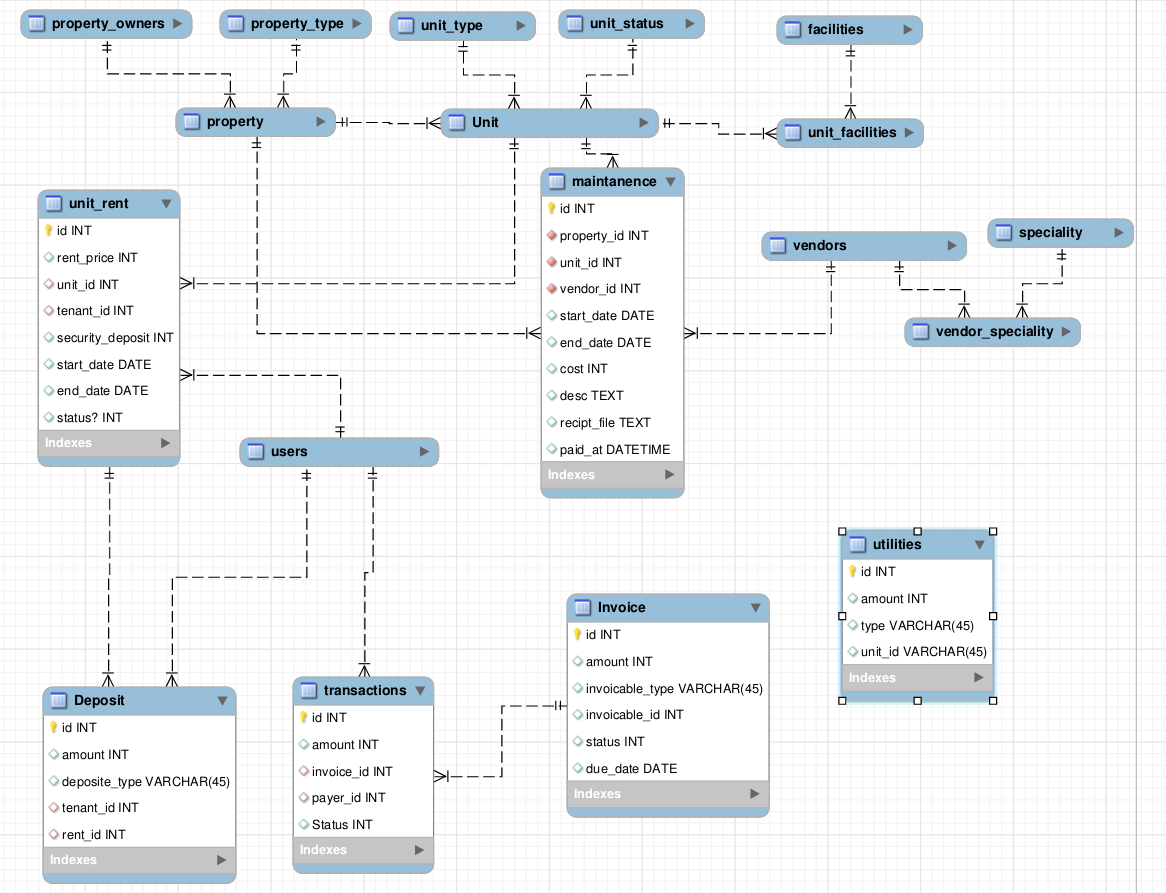 property_owners
property_type
unit_type
unit_status
facilities
property
Unit
unit_facilities
unit_rent
id INT
rent_price INT
unit_id INT
tenant_id INT
security_deposit INT
start_date DATE
end_date DATE
status? INT
Indexes
maintanence
id INT
property_id INT
unit_id INT
vendor_id INT
start_date DATE
end_date DATE
cost INT
desc TEXT
recipt_file TEXT
paid_at DATETIME
Indexes
vendors
speciality
vendor_speciality
users
utilities
id INT
amount INT
type VARCHAR(45)
unit_id VARCHAR(45)
Indexes
Deposit
id INT
amount INT
deposite_type VARCHAR(45)
tenant_id INT
rent_id INT
Indexes
transactions
id INT
amount INT
invoice_id INT
payer_id INT
Status INT
Indexes
Invoice
id INT
amount INT
invoicable_type VARCHAR(45)
invoicable_id INT
status INT
due_date DATE
Indexes